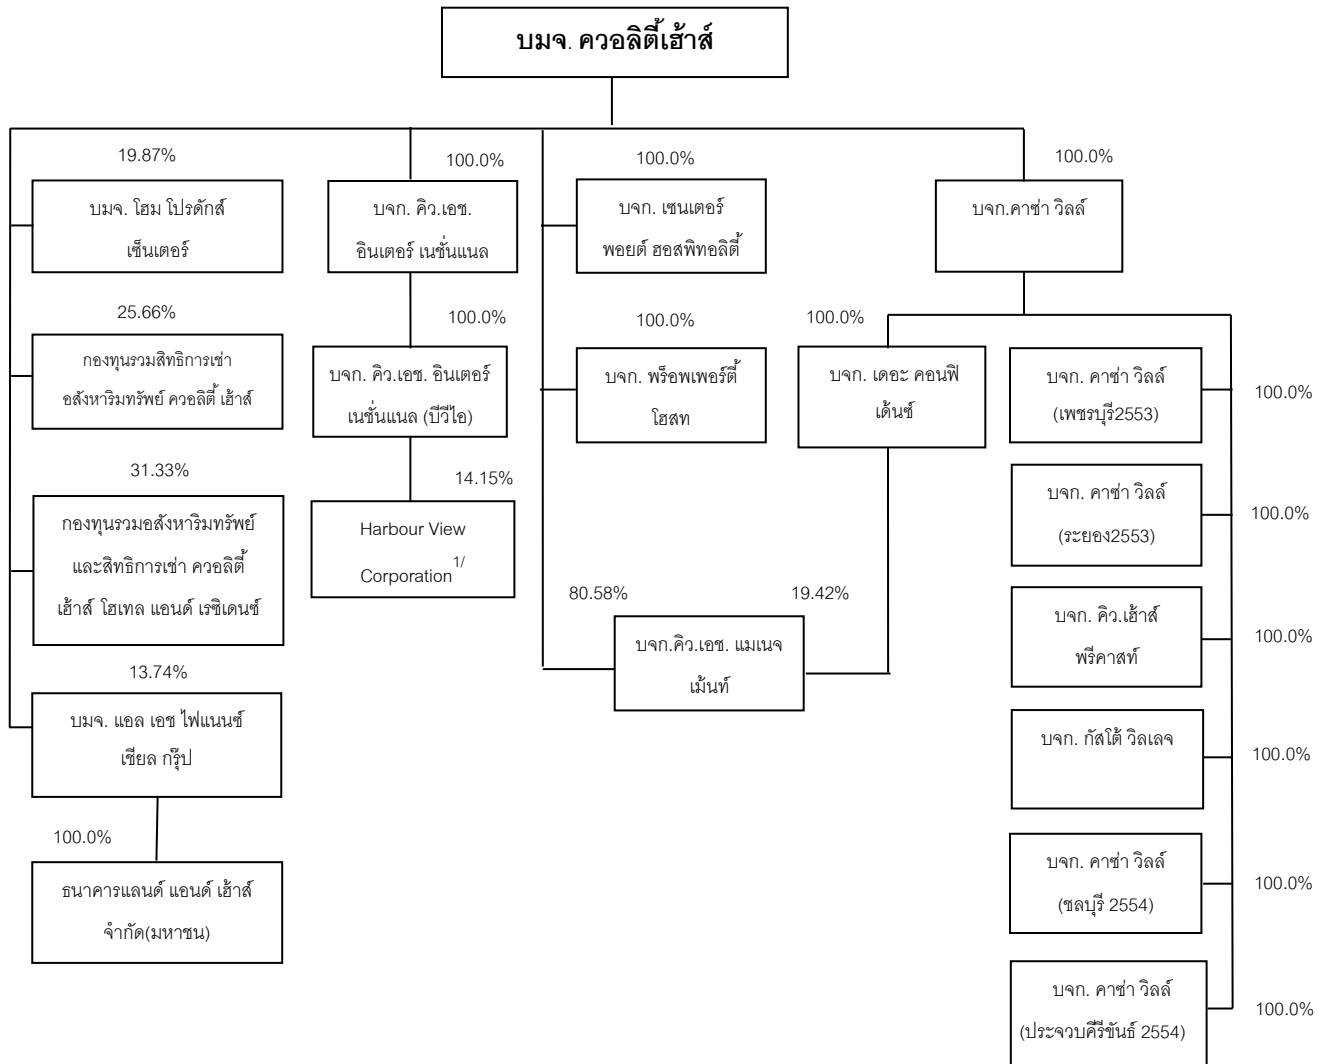 บมจ. ควอลิตี้เฮ้าส์
19.87%
100.0%
100.0%
100.0%
บมจ. โฮม โปรดักส์
เซ็นเตอร์
บจก. คิว.เอช.
อินเตอร์ เนชั่นแนล
บจก. เซนเตอร์
พอยต์ ฮอสพิทอลิตี้
บจก.คาซ่า วิลล์
25.66%
100.0%
100.0%
100.0%
กองทุนรวมสิทธิการเช่า
อสังหาริมทรัพย์ ควอลิตี้ เฮ้าส์
บจก. คิว.เอช. อินเตอร์
เนชั่นแนล (บีวีไอ)
บจก. พร็อพเพอร์ตี้
โฮสท
บจก. เดอะ คอนฟิ
เด้นซ์
บจก. คาซ่า วิลล์
(เพชรบุรี2553)
100.0%
31.33%
14.15%
กองทุนรวมอสังหาริมทรัพย์
และสิทธิการเช่า ควอลิตี้
เฮ้าส์ โฮเทล แอนด์ เรซิเดนซ์
Harbour View
Corporation 1/
บจก. คาซ่า วิลล์
(ระยอง2553)
100.0%
80.58%
19.42%
บจก.คิว.เอช. แมเนจ
เม้นท์
บจก. คิว.เฮ้าส์
พรีคาสท์
100.0%
13.74%
บมจ. แอล เอช ไฟแนนซ์
เชียล กรุ๊ป
บจก. กัสโต้ วิลเลจ
100.0%
100.0%
ธนาคารแลนด์ แอนด์ เฮ้าส์
จำกัด(มหาชน)
บจก. คาซ่า วิลล์
(ชลบุรี 2554)
100.0%
บจก. คาซ่า วิลล์
(ประจวบคีรีขันธ์ 2554)
100.0%